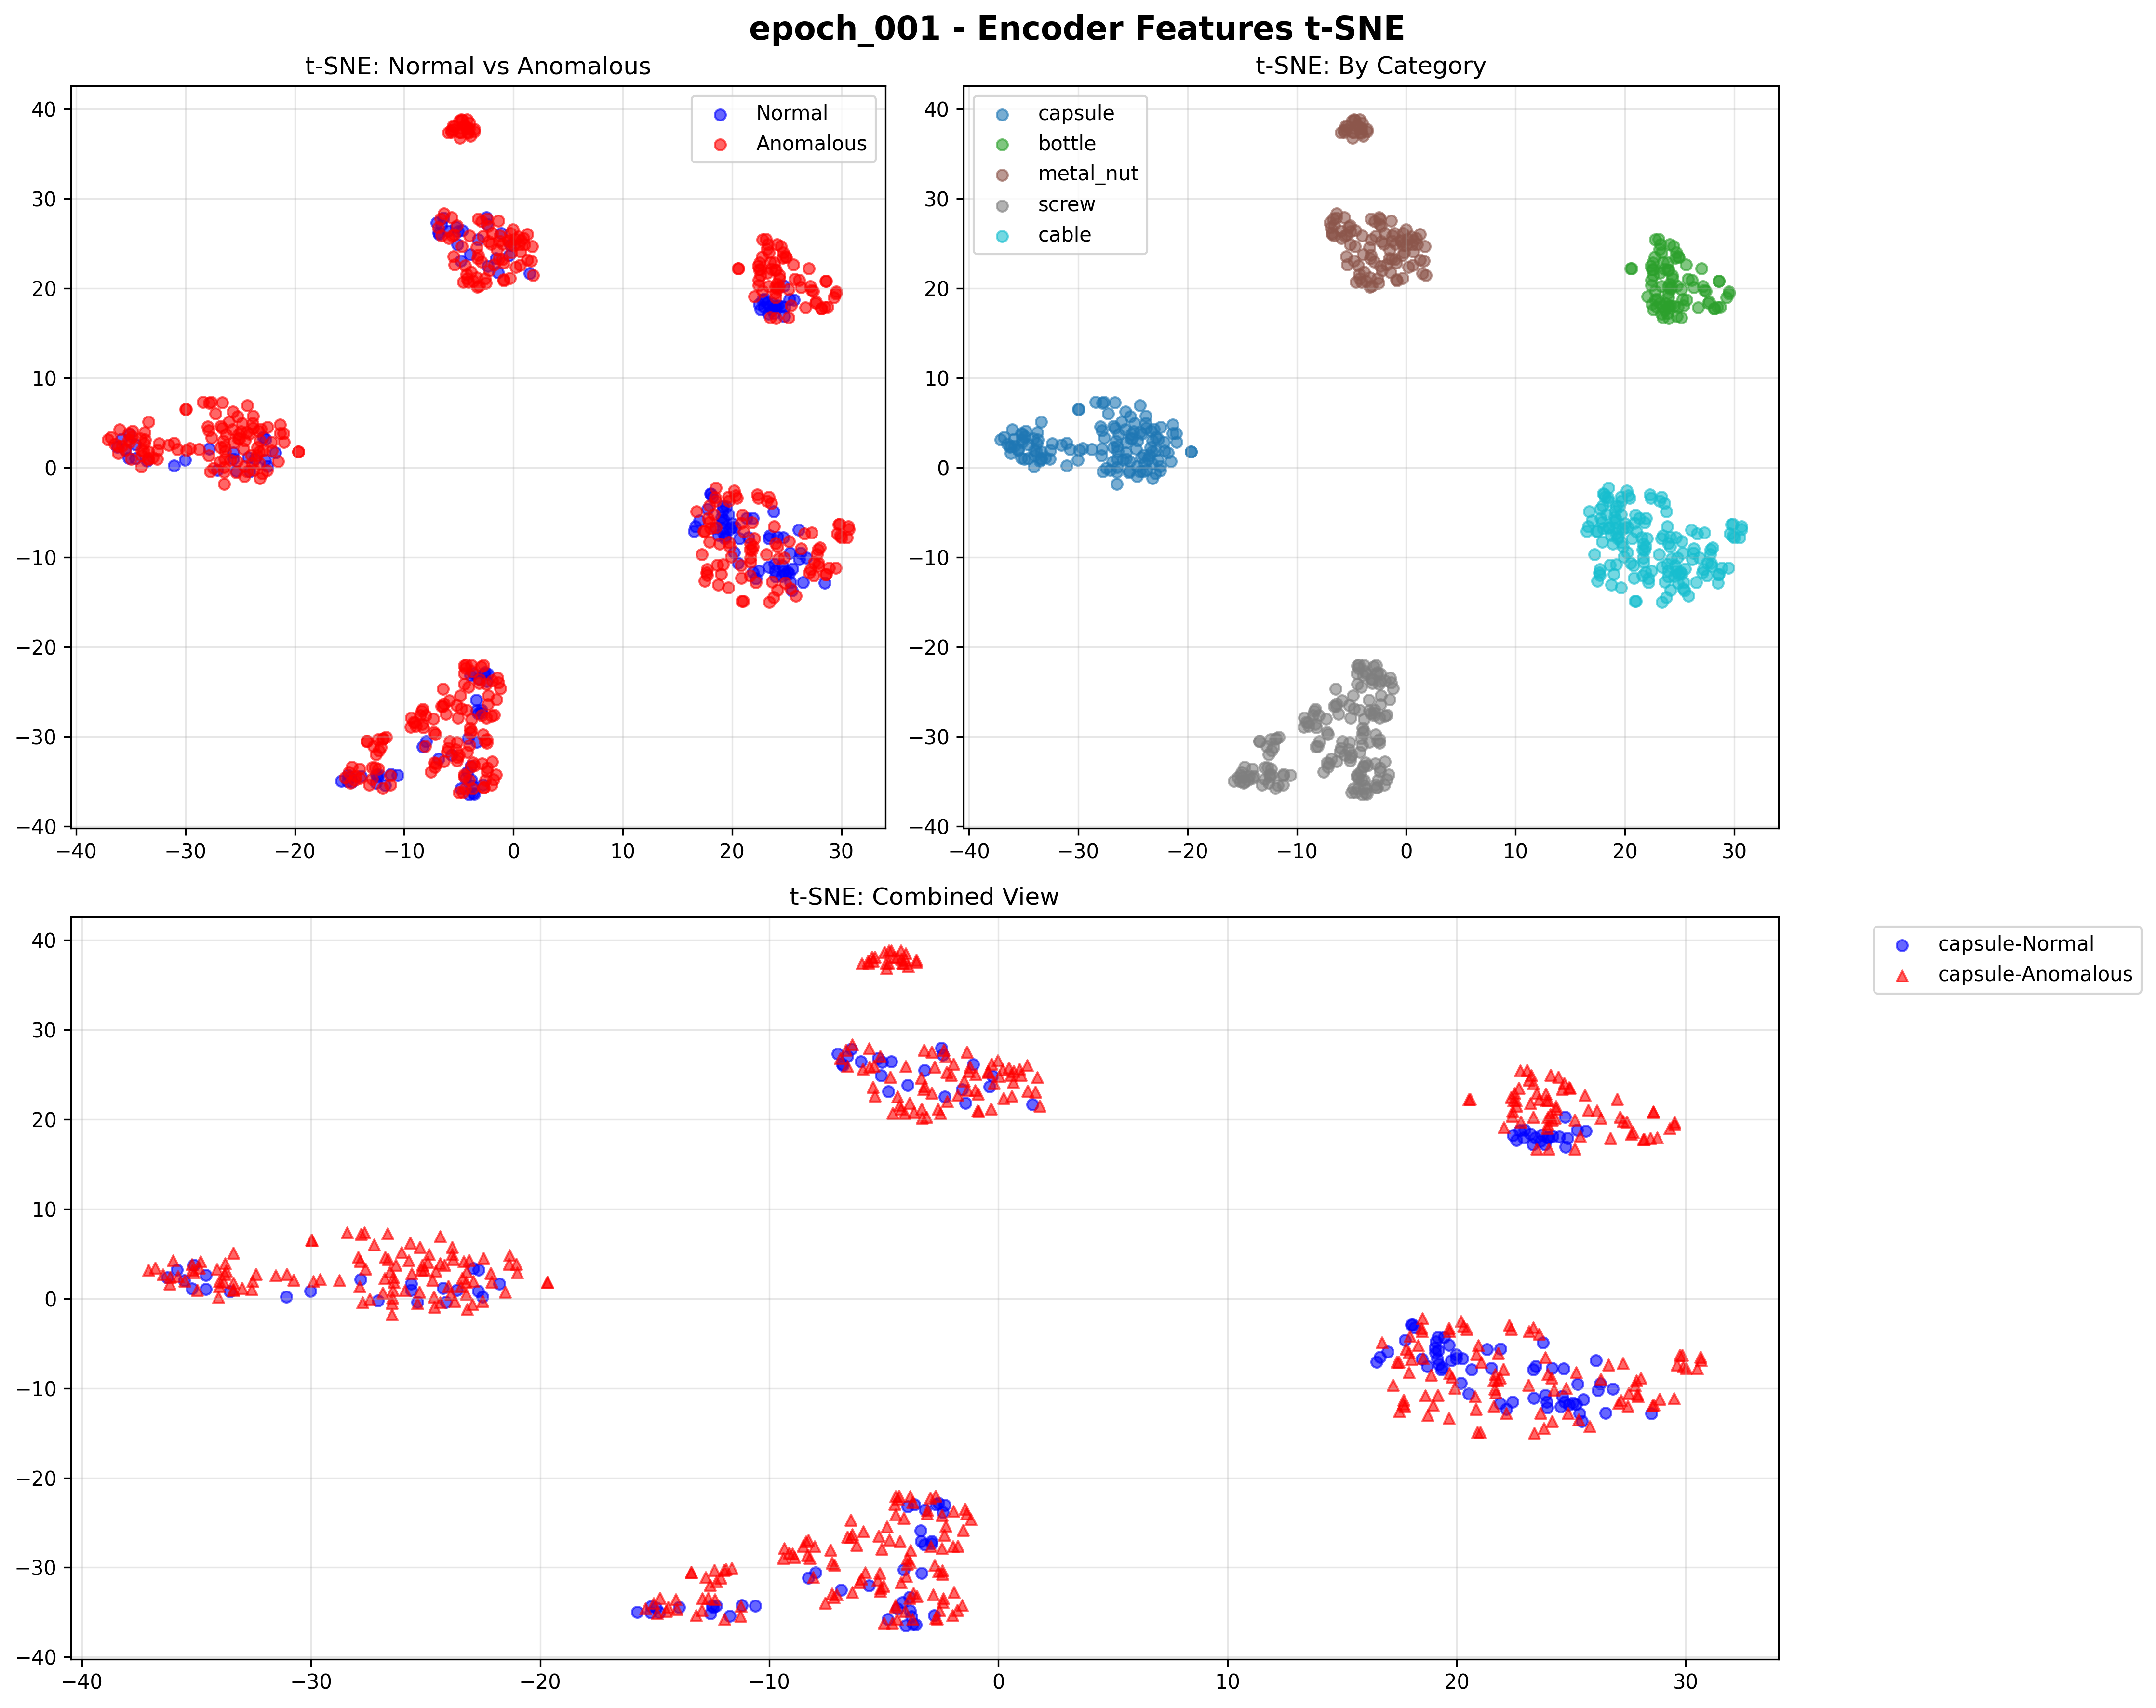 epoch_001 - Encoder Features t-SNE
t-SNE: Normal vs Anomalous
Normal
Anomalous
40
30
20
10
0
−10
−20
−30
−40
−40 −30 −20 −10 0 10 20 30
t-SNE: By Category
capsule
bottle
metal_nut
screw
cable
40
30
20
10
0
−10
−20
−30
−40
−40 −30 −20 −10 0 10 20 30
t-SNE: Combined View
capsule-Normal
capsule-Anomalous
40
30
20
10
0
−10
−20
−30
−40
−40 −30 −20 −10 0 10 20 30